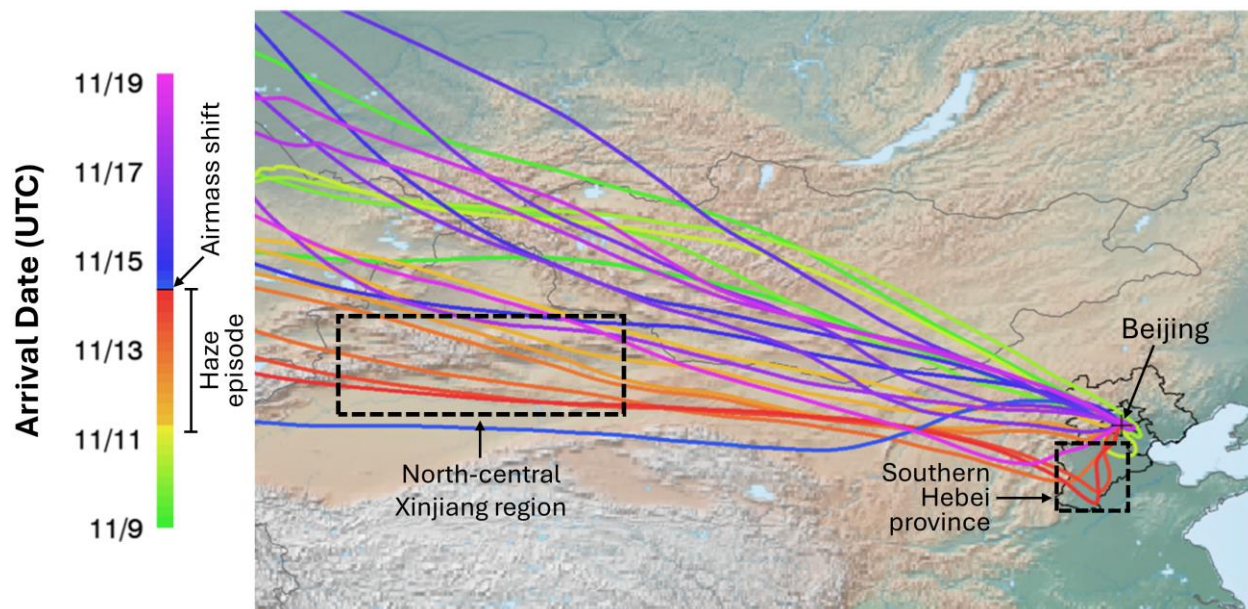 Arrival Date (UTC)
11/19
11/17
11/15
11/13
11/11
11/9
Airmass shift
Haze
episode
North-central
Xinjiang region
Beijing
Southern
Hebei
province